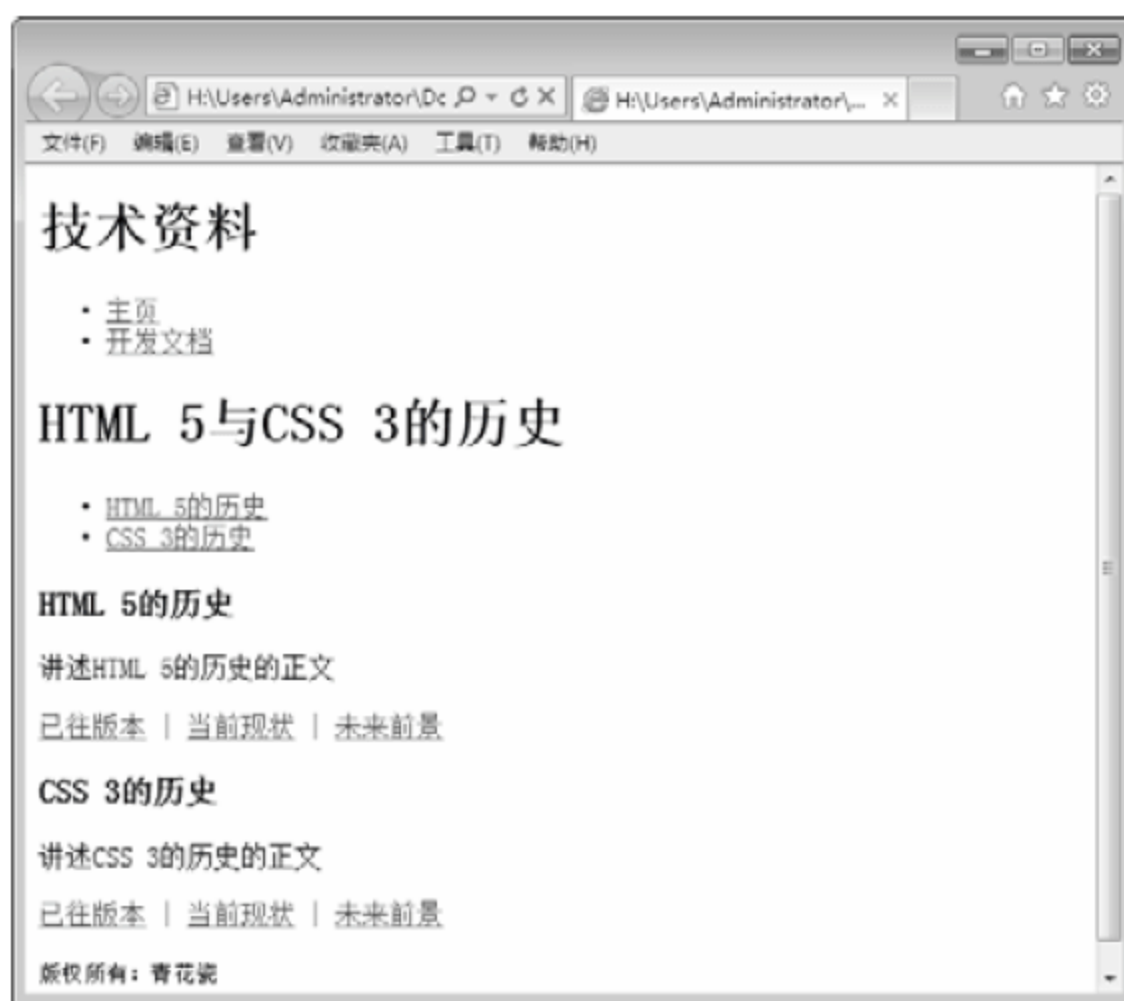 H:\Users\Administrator\Dc
H:\Users\Administrator\...
文件(F) 编辑(E) 查看(V) 收藏夹(A) 工具(T) 帮助(H)
技术资料
• 主页
• 开发文档
HTML 5与CSS 3的历史
• HTML 5的历史
• CSS 3的历史
HTML 5的历史
讲述HTML 5的历史的正文
已往版本 | 当前现状 | 未来前景
CSS 3的历史
讲述CSS 3的历史的正文
已往版本 | 当前现状 | 未来前景
版权所有：青花瓷